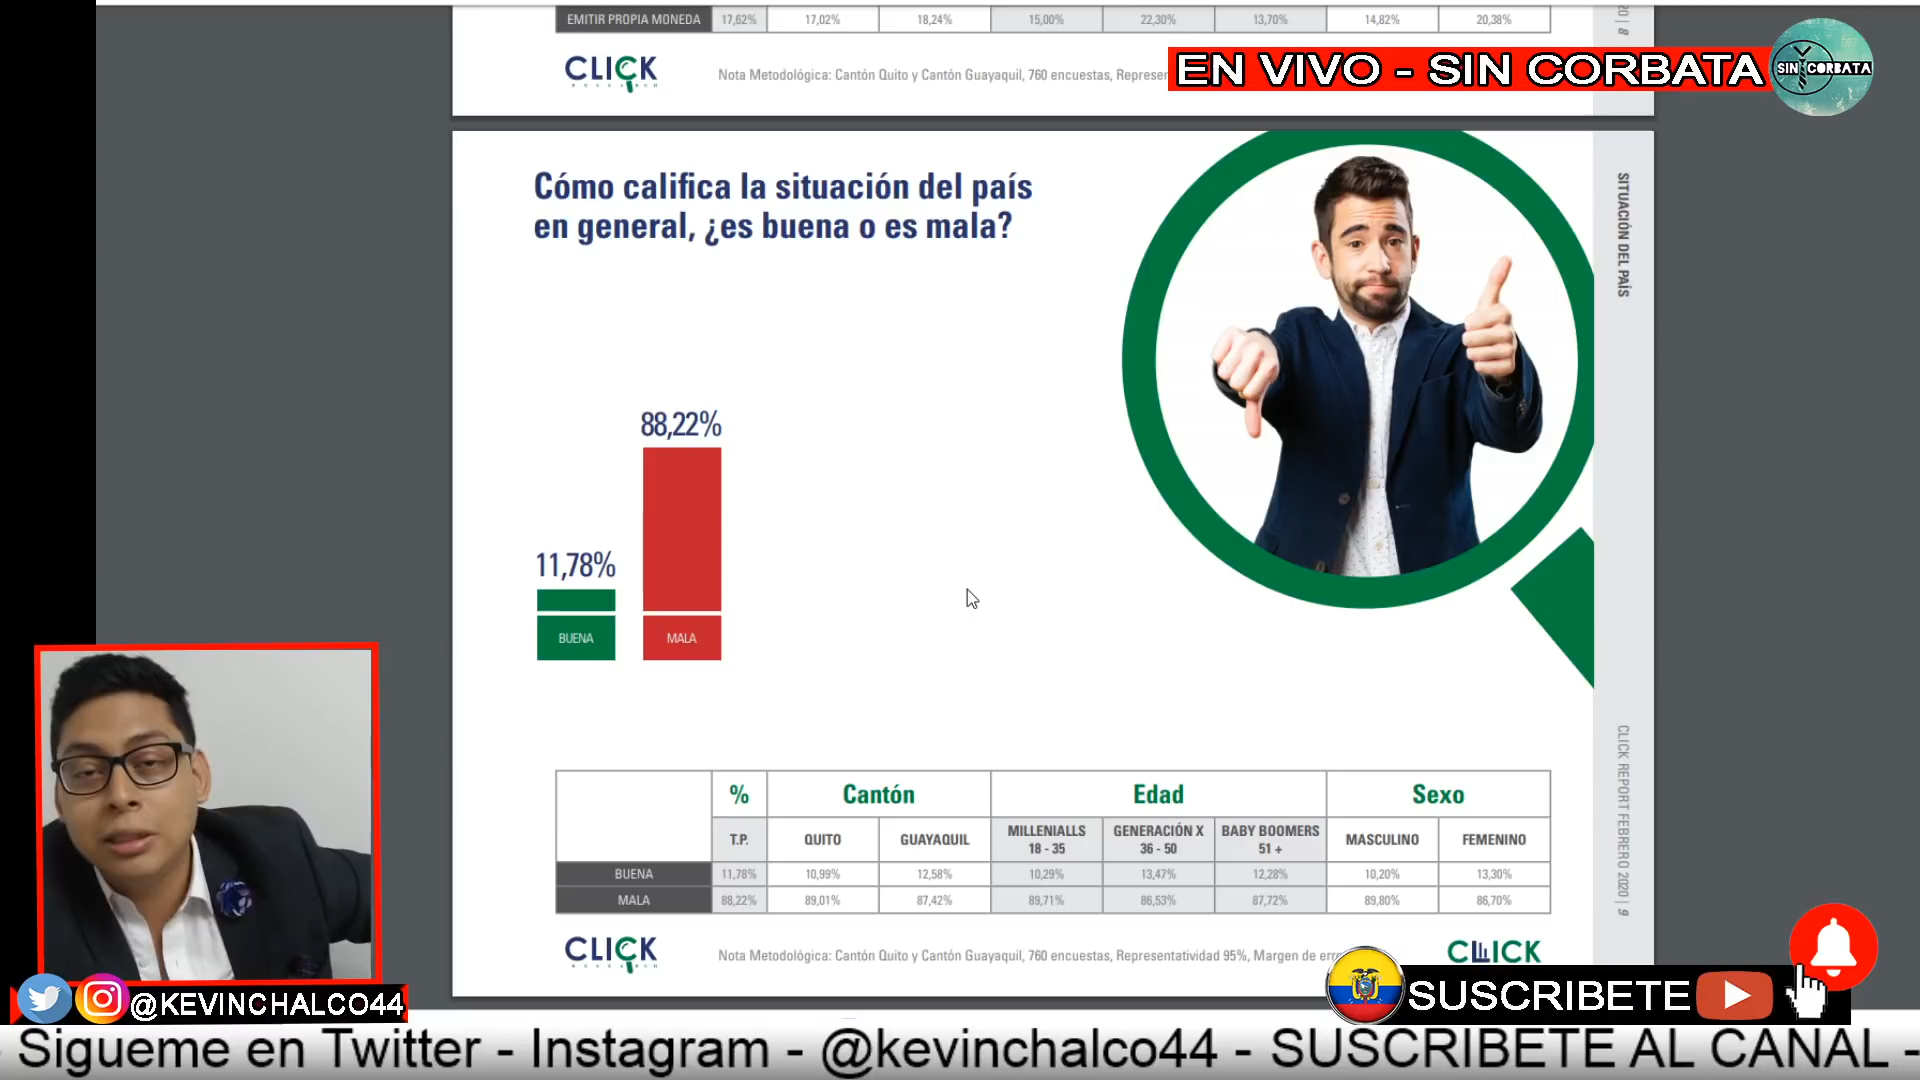 EMITIR PROPIA MONEDA 17,62% 17,02% 18,24% 15,00% 22,30% 13,70% 14,82% 20,38%
CLICK
Nota Metodológica: Cantón Quito y Cantón Guayaquil, 760 encuestas,
EN VIVO - SIN CORBATA
SIN CORBATA
Cómo califica la situación del país
en general, ¿es buena o es mala?
SITUACIÓN DEL PAÍS
88,22%
11,78%
BUENA MALA
% Cantón Edad Sexo
T.P. QUITO GUAYAQUIL MILLENIALLS 18 - 35 GENERACIÓN X 36 - 50 BABY BOOMERS 51 + MASCULINO FEMENINO
BUENA 11,78% 10,99% 12,58% 10,29% 13,47% 12,28% 10,20% 13,30%
MALA 88,22% 89,01% 87,42% 89,71% 86,53% 87,72% 89,80% 86,70%
CLICK REPORT FEBRERO 2020 | 9
CLICK
Nota Metodológica: Cantón Quito y Cantón Guayaquil, 760 encuestas, Representatividad 95%, Margen de
CLICK
@KEVINCHALCO44
SUSCRIBETE
Sigueme en Twitter - Instagram - @kevinchalco44 - SUSCRIBETE AL CANAL -